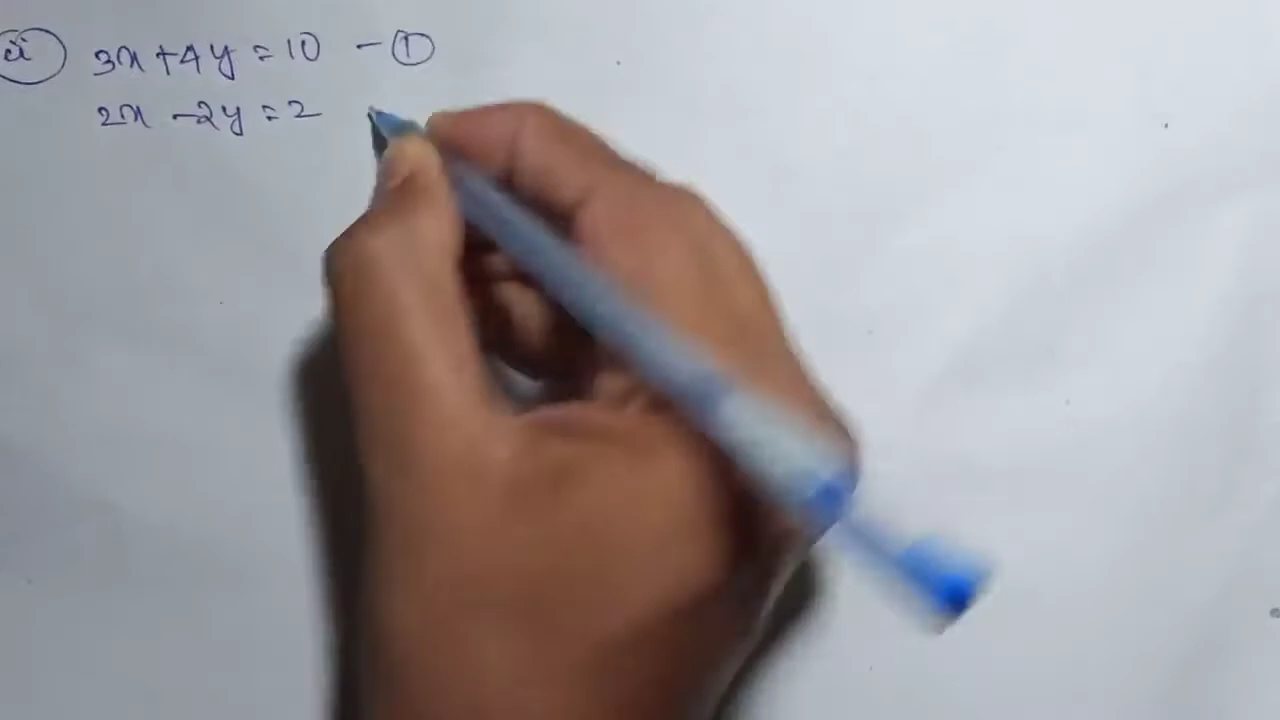 ii 3x + 4y = 10 - ①
2x - 2y = 2